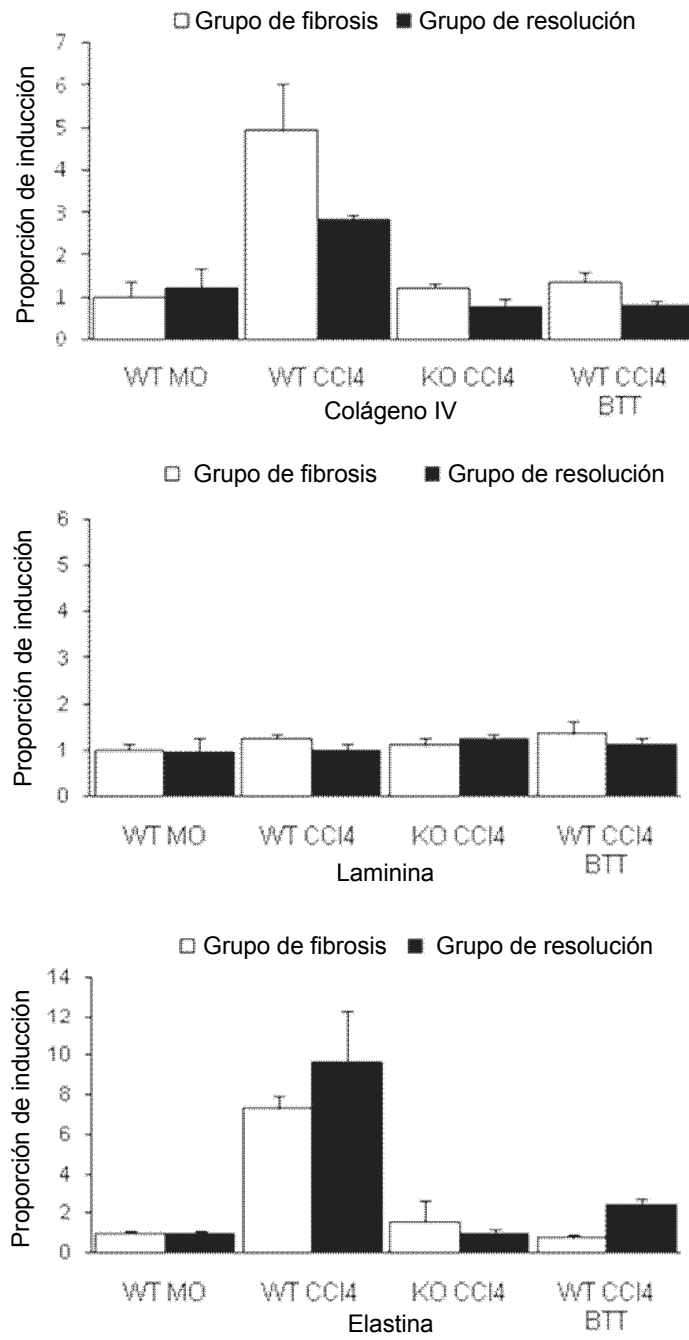 Grupo de fibrosis Grupo de resolución
7
6
5
4
3
2
1
0
Proporción de inducción
WT MO WT CCl4 KO CCl4 WT CCl4
BTT
Colágeno IV
Grupo de fibrosis Grupo de resolución
6
5
4
3
2
1
0
Proporción de inducción
WT MO WT CCl4 KO CCl4 WT CCl4
BTT
Laminina
Grupo de fibrosis Grupo de resolución
14
12
10
8
6
4
2
0
Proporción de inducción
WT MO WT CCl4 KO CCl4 WT CCl4
BTT
Elastina